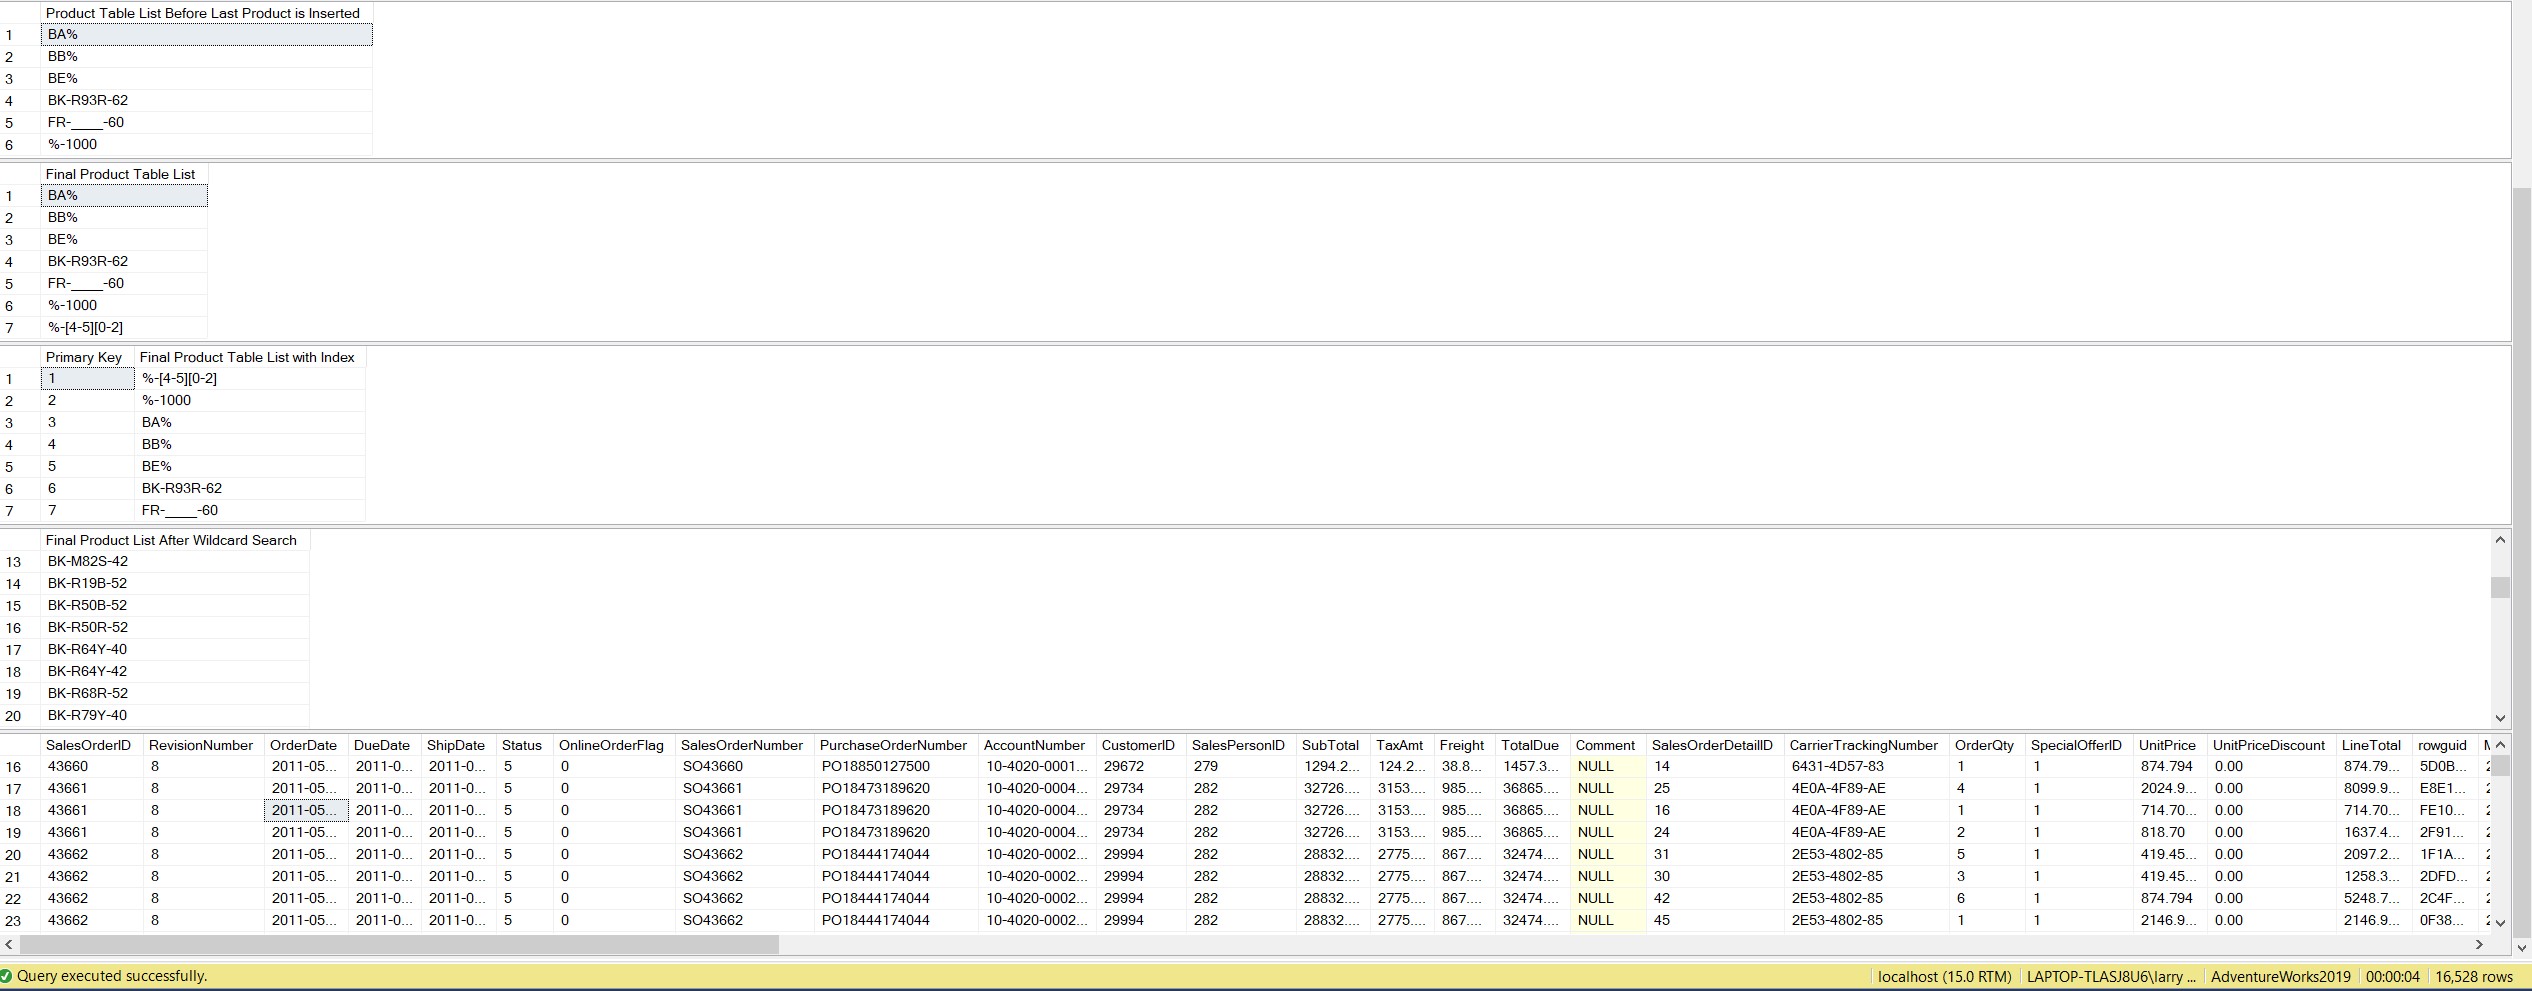 Product Table List Before Last Product is Inserted
1 BA%
2 BB%
3 BE%
4 BK-R93R-62
5 FR-____-60
6 %-1000
Final Product Table List
1 BA%
2 BB%
3 BE%
4 BK-R93R-62
5 FR-____-60
6 %-1000
7 %-[4-5][0-2]
Primary Key Final Product Table List with Index
1 1 %-[4-5][0-2]
2 2 %-1000
3 3 BA%
4 4 BB%
5 5 BE%
6 6 BK-R93R-62
7 7 FR-____-60
Final Product List After Wildcard Search
13 BK-M82S-42
14 BK-R19B-52
15 BK-R50B-52
16 BK-R50R-52
17 BK-R64Y-40
18 BK-R64Y-42
19 BK-R68R-52
20 BK-R79Y-40
SalesOrderID RevisionNumber OrderDate DueDate ShipDate Status OnlineOrderFlag SalesOrderNumber PurchaseOrderNumber AccountNumber CustomerID SalesPersonID SubTotal TaxAmt Freight TotalDue Comment SalesOrderDetailID CarrierTrackingNumber OrderQty SpecialOfferID UnitPrice UnitPriceDiscount LineTotal rowguid
16 43660 8 2011-05... 2011-0... 2011-0... 5 0 SO43660 PO18850127500 10-4020-0001... 29672 279 1294.2... 124.2... 38.8... 1457.3... NULL 14 6431-4D57-83 1 1 874.794 0.00 874.79... 5D0B...
17 43661 8 2011-05... 2011-0... 2011-0... 5 0 SO43661 PO18473189620 10-4020-0004... 29734 282 32726.... 3153.... 985.... 36865.... NULL 25 4E0A-4F89-AE 4 1 2024.9... 0.00 8099.9... E8E1...
18 43661 8 2011-05... 2011-0... 2011-0... 5 0 SO43661 PO18473189620 10-4020-0004... 29734 282 32726.... 3153.... 985.... 36865.... NULL 16 4E0A-4F89-AE 1 1 714.70... 0.00 714.70... FE10...
19 43661 8 2011-05... 2011-0... 2011-0... 5 0 SO43661 PO18473189620 10-4020-0004... 29734 282 32726.... 3153.... 985.... 36865.... NULL 24 4E0A-4F89-AE 2 1 818.70 0.00 1637.4... 2F91...
20 43662 8 2011-05... 2011-0... 2011-0... 5 0 SO43662 PO18444174044 10-4020-0002... 29994 282 28832.... 2775.... 867.... 32474.... NULL 31 2E53-4802-85 5 1 419.45... 0.00 2097.2... 1F1A...
21 43662 8 2011-05... 2011-0... 2011-0... 5 0 SO43662 PO18444174044 10-4020-0002... 29994 282 28832.... 2775.... 867.... 32474.... NULL 30 2E53-4802-85 3 1 419.45... 0.00 1258.3... 2DFD...
22 43662 8 2011-05... 2011-0... 2011-0... 5 0 SO43662 PO18444174044 10-4020-0002... 29994 282 28832.... 2775.... 867.... 32474.... NULL 42 2E53-4802-85 6 1 874.794 0.00 5248.7... 2C4F...
23 43662 8 2011-05... 2011-0... 2011-0... 5 0 SO43662 PO18444174044 10-4020-0002... 29994 282 28832.... 2775.... 867.... 32474.... NULL 45 2E53-4802-85 1 1 2146.9... 0.00 2146.9... 0F38...
Query executed successfully. localhost (15.0 RTM) LAPTOP-TLASJ8U6\larry ... AdventureWorks2019 00:00:04 16,528 rows